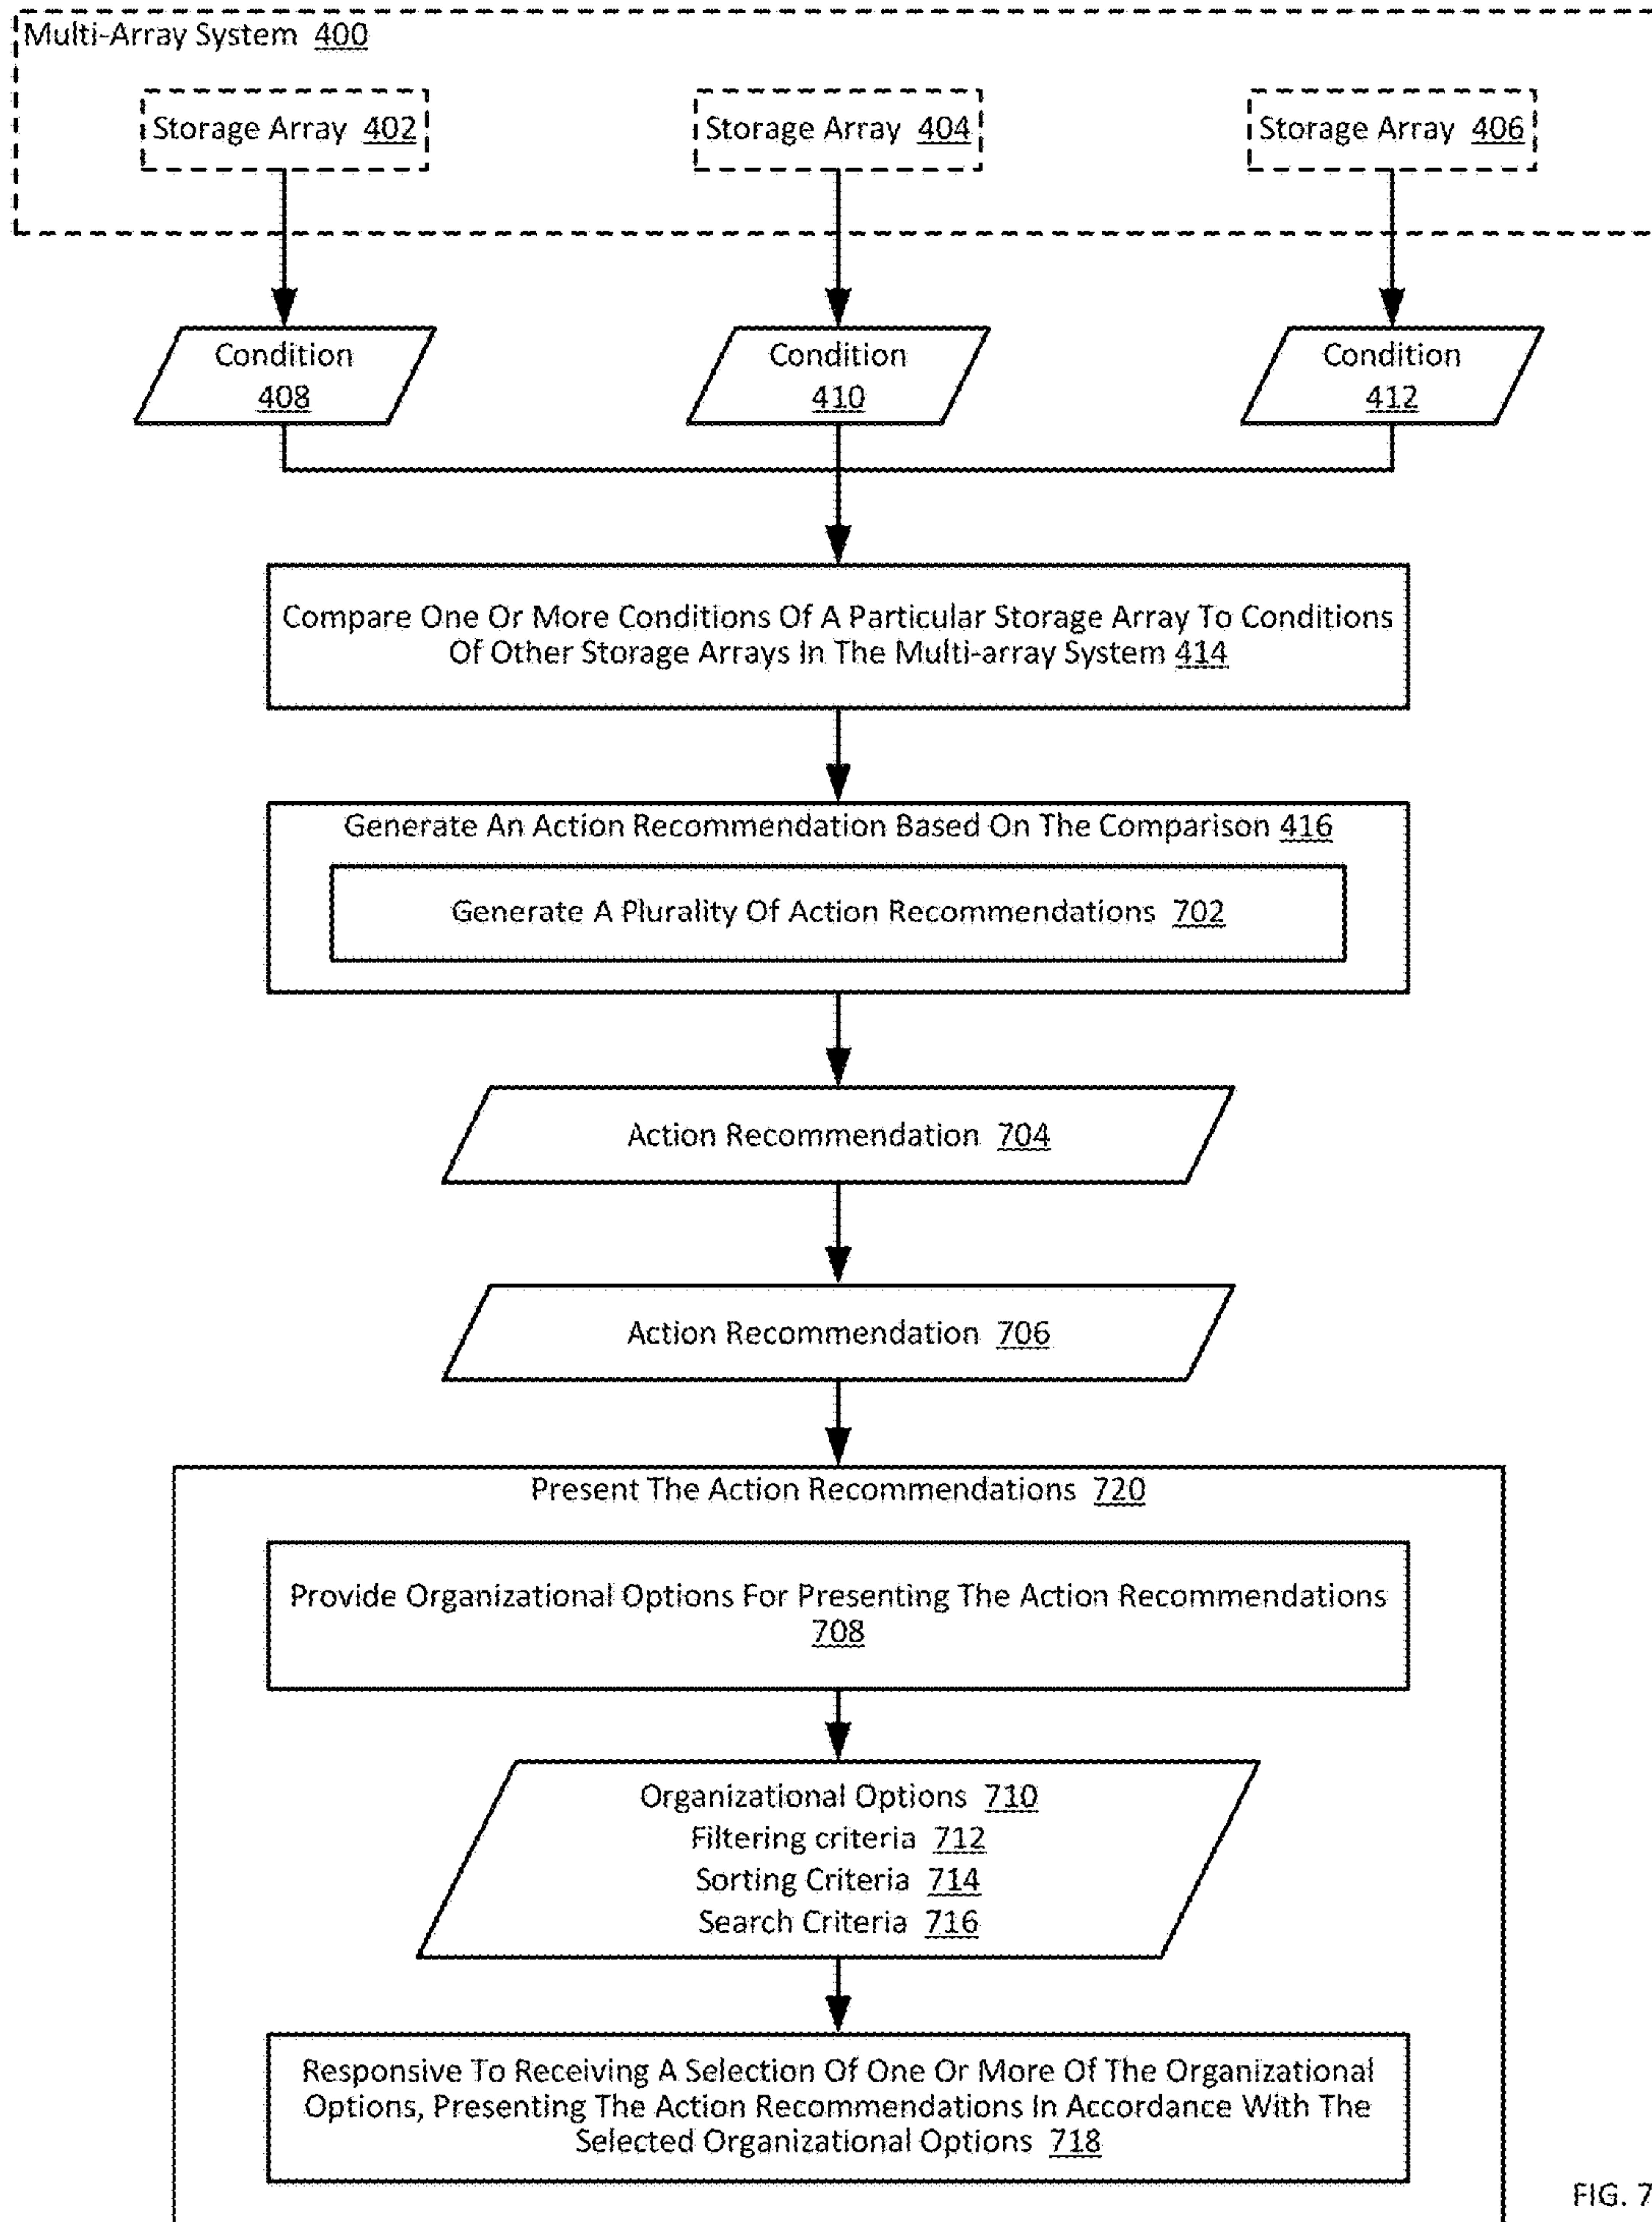 Multi-Array System 400
Storage Array 402
Storage Array 404
Storage Array 406
Condition
408
Condition
410
Condition
412
Compare One Or More Conditions Of A Particular Storage Array To Conditions
Of Other Storage Arrays In The Multi-array System 414
Generate An Action Recommendation Based On The Comparison 416
Generate A Plurality Of Action Recommendations 702
Action Recommendation 704
Action Recommendation 706
Present The Action Recommendations 720
Provide Organizational Options For Presenting The Action Recommendations
708
Organizational Options 710
Filtering criteria 712
Sorting Criteria 714
Search Criteria 716
Responsive To Receiving A Selection Of One Or More Of The Organizational
Options, Presenting The Action Recommendations In Accordance With The
Selected Organizational Options 718
FIG. 7